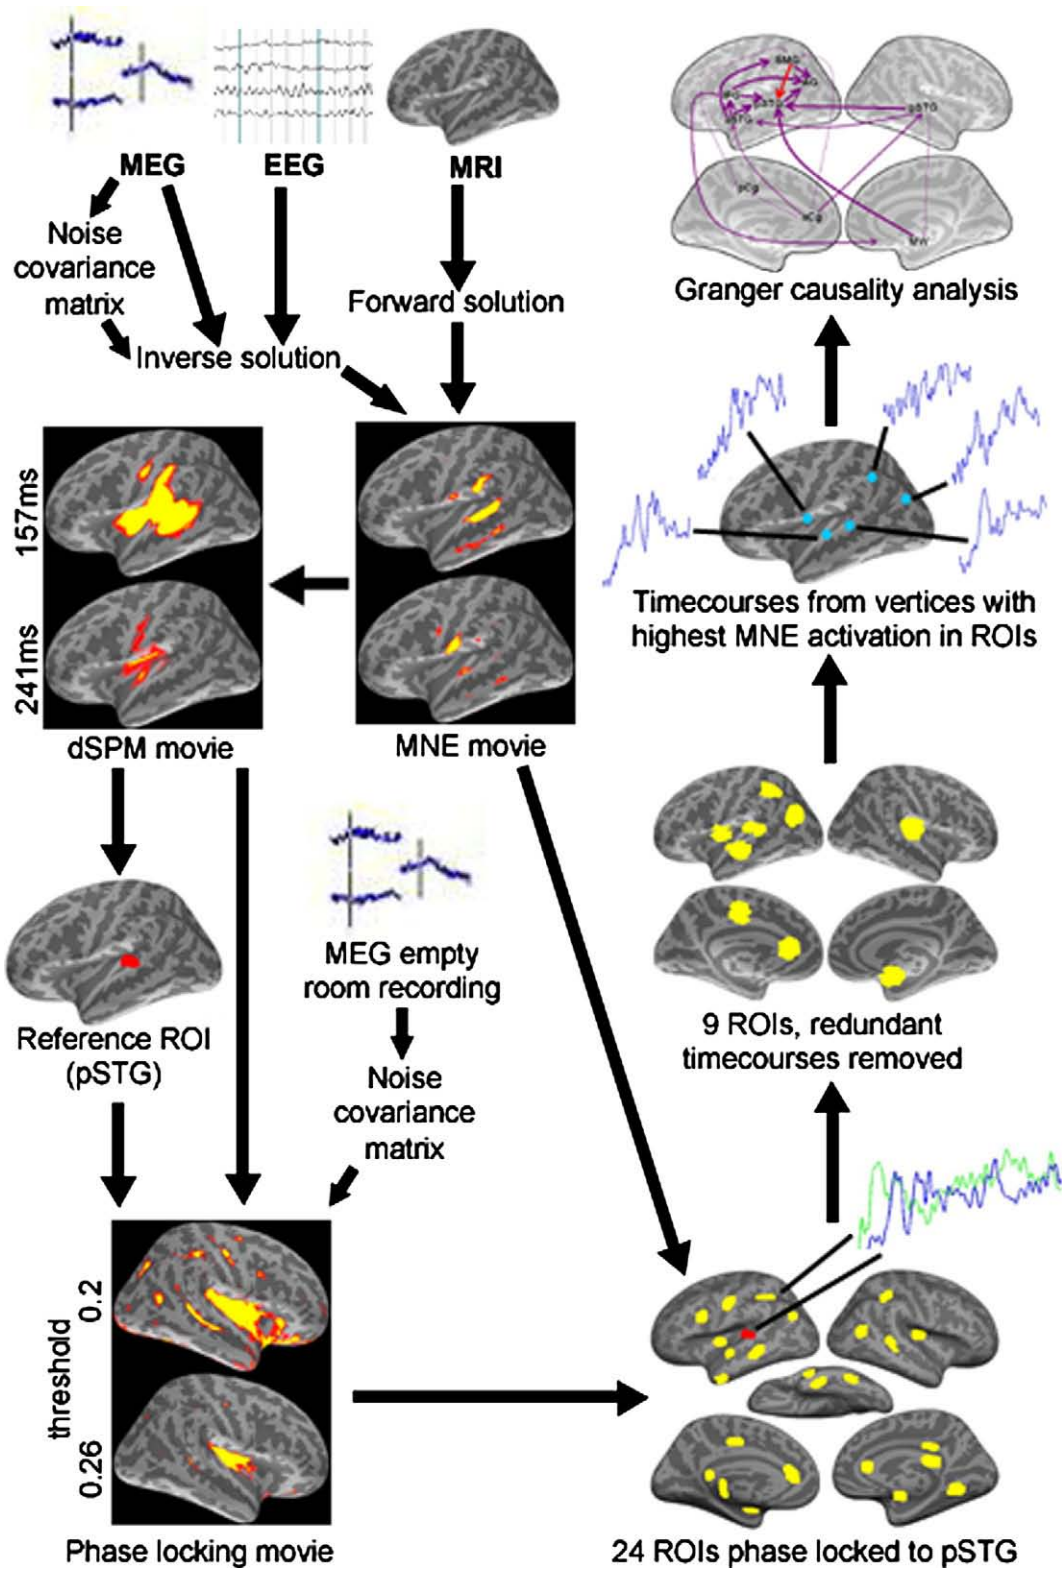 MEG
EEG
MRI
Noise
covariance
matrix
Forward solution
Inverse solution
157ms
241ms
dSPM movie
MNE movie
Reference ROI
(pSTG)
MEG empty
room recording
Noise
covariance
matrix
threshold
0.2
0.26
Phase locking movie
24 ROIs phase locked to pSTG
9 ROIs, redundant
timecourses removed
Timecourses from vertices with
highest MNE activation in ROIs
Granger causality analysis
SMG
pSTG
pCg
MW